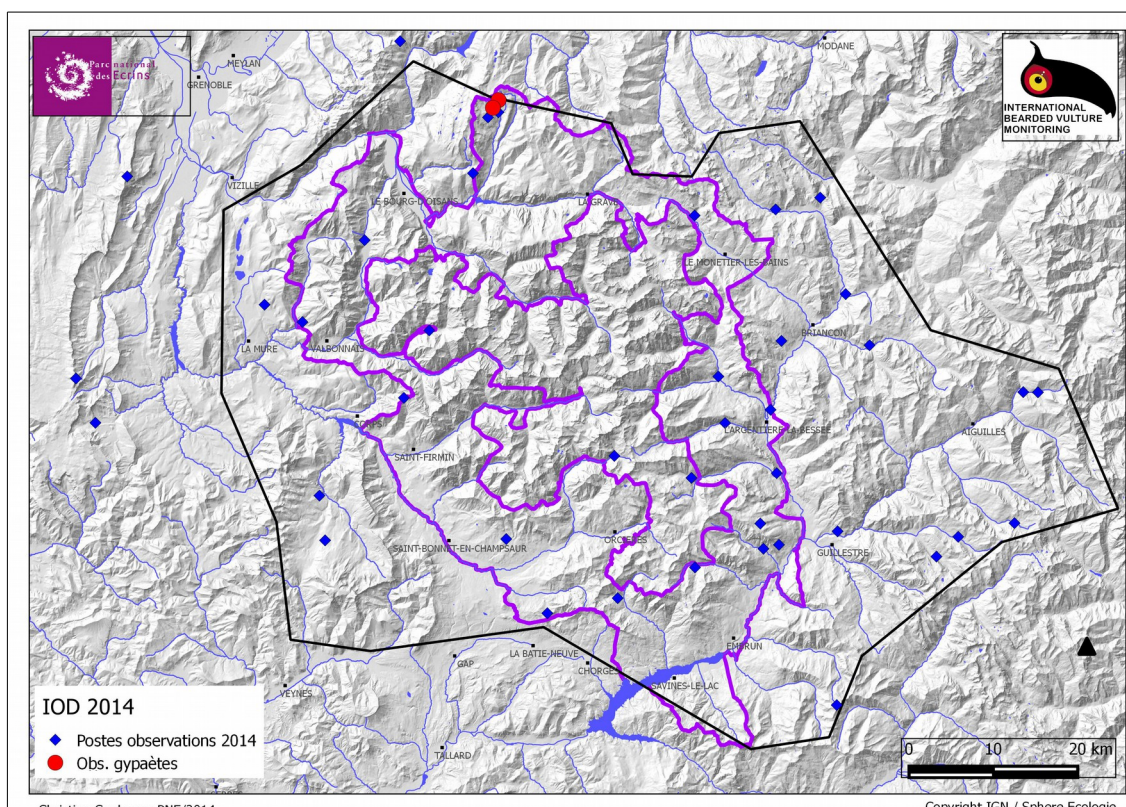 Parc national
des Ecrins
INTERNATIONAL
BEARDED VULTURE
MONITORING
MODANE
MEYLAN
GRENOBLE
VIZILLE
LE BOURG-D'OISANS
LA GRAVE
LE MONETIER-LES-BAINS
BRIANCON
LA MURE
VALBONNAIS
CORPS
L'ARGENTIERE-LA-BESSEE
AIGUILLES
SAINT-FIRMIN
ORCIERES
SAINT-BONNET-EN-CHAMPSAUR
GUILLESTRE
EMBRUN
LA BATIE-NEUVE
GAP
CHORGES
SAVINES-LE-LAC
VEYNES
TALLARD
IOD 2014
Postes observations 2014
Obs. gypaètes
0 10 20 km
Copyright IGN / Sphere Ecologie